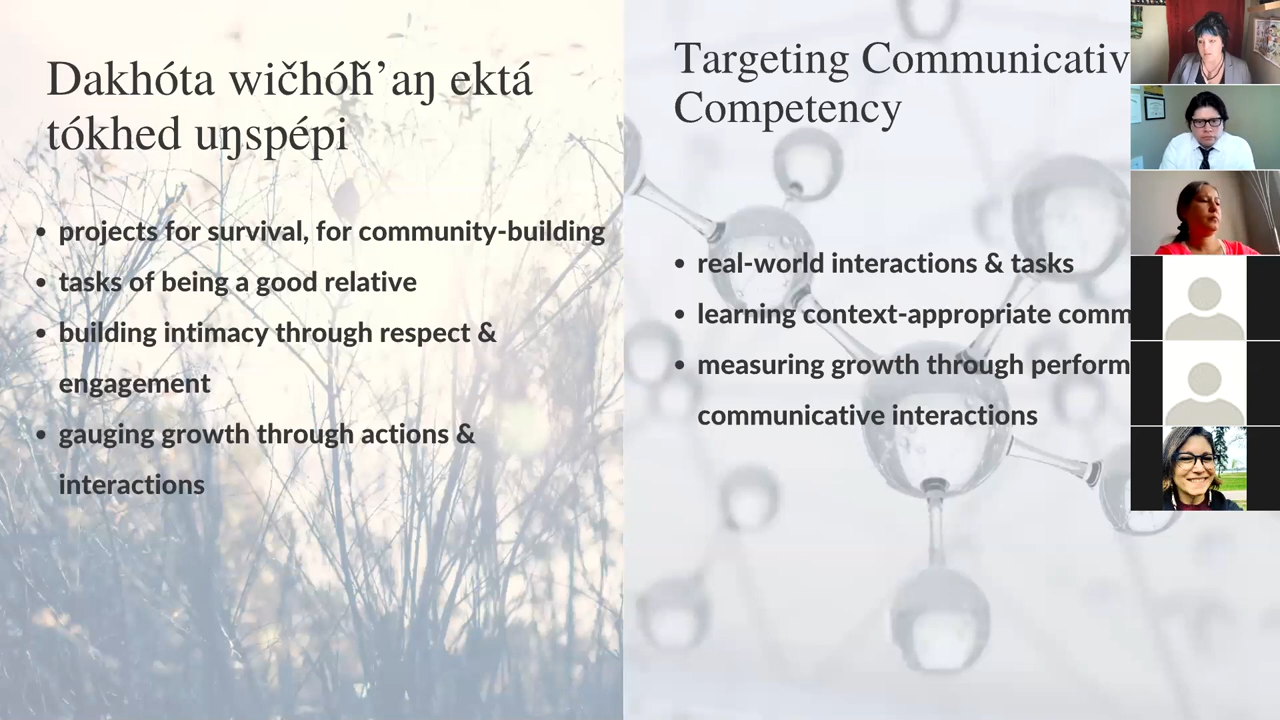 Dakhóta wičhóȟ’aŋ ektá
tókhed uŋspépi
• projects for survival, for community-building
• tasks of being a good relative
• building intimacy through respect &
engagement
• gauging growth through actions &
interactions
Targeting Communicativ
Competency
• real-world interactions & tasks
• learning context-appropriate comm
• measuring growth through perform
communicative interactions